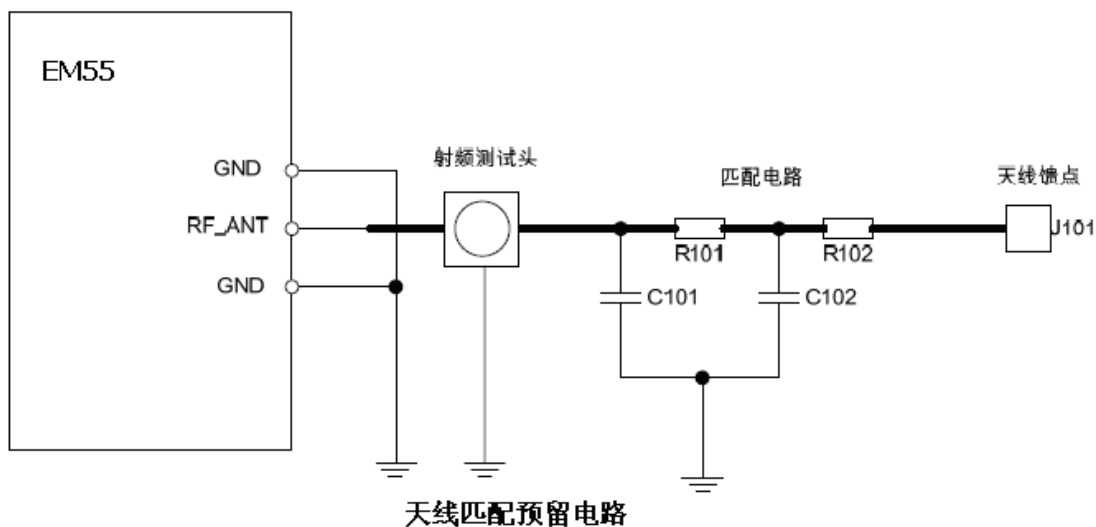 EM55
GND
RF_ANT
GND
射频测试头
匹配电路
天线馈点
R101
R102
J101
C101
C102
天线匹配预留电路